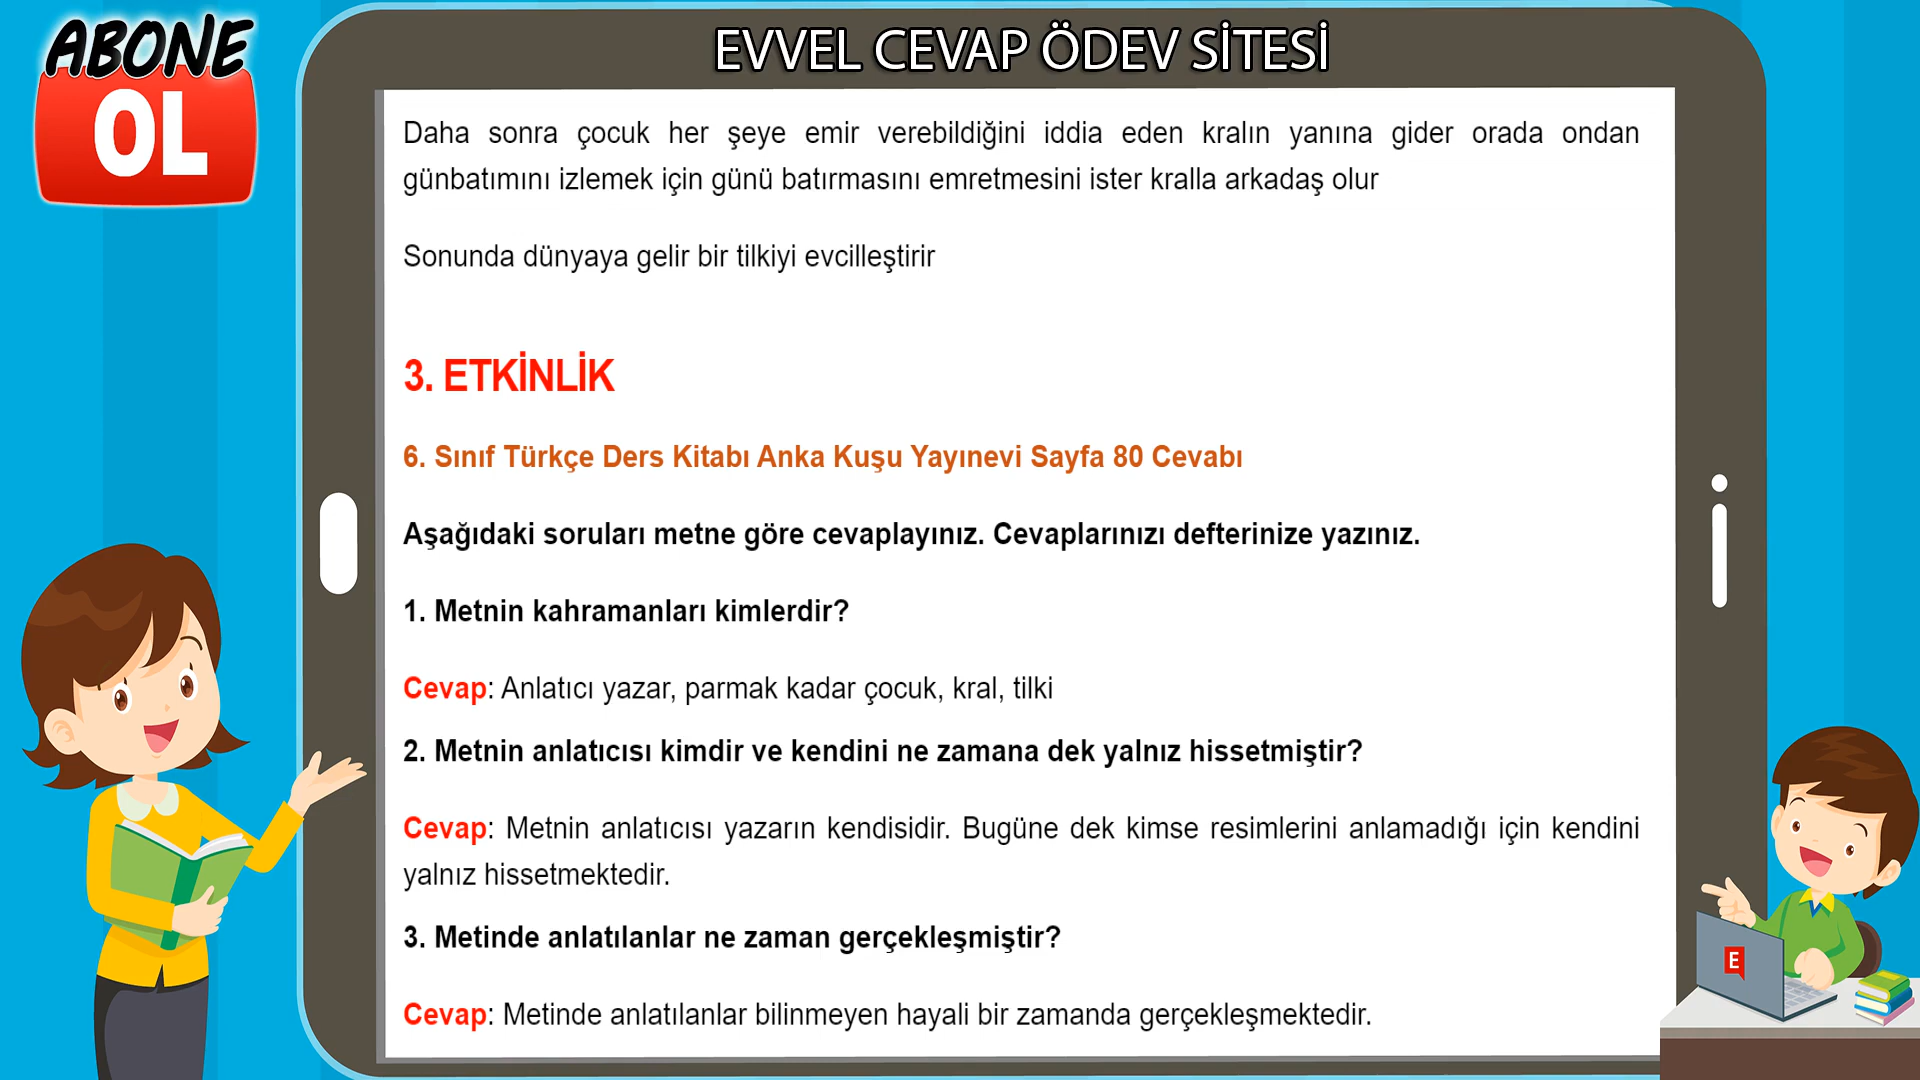 ABONE
OL
EVVEL CEVAP ÖDEV SİTESİ
Daha sonra çocuk her şeye emir verebildiğini iddia eden kralın yanına gider orada ondan
günbatımını izlemek için günü batırmasını emretmesini ister kralla arkadaş olur
Sonunda dünyaya gelir bir tilkiyi evcilleştirir
3. ETKİNLİK
6. Sınıf Türkçe Ders Kitabı Anka Kuşu Yayınevi Sayfa 80 Cevabı
Aşağıdaki soruları metne göre cevaplayınız. Cevaplarınızı defterinize yazınız.
1. Metnin kahramanları kimlerdir?
Cevap: Anlatıcı yazar, parmak kadar çocuk, kral, tilki
2. Metnin anlatıcısı kimdir ve kendini ne zamana dek yalnız hissetmiştir?
Cevap: Metnin anlatıcısı yazarın kendisidir. Bugüne dek kimse resimlerini anlamadığı için kendini
yalnız hissetmektedir.
3. Metinde anlatılanlar ne zaman gerçekleşmiştir?
Cevap: Metinde anlatılanlar bilinmeyen hayali bir zamanda gerçekleşmektedir.
E